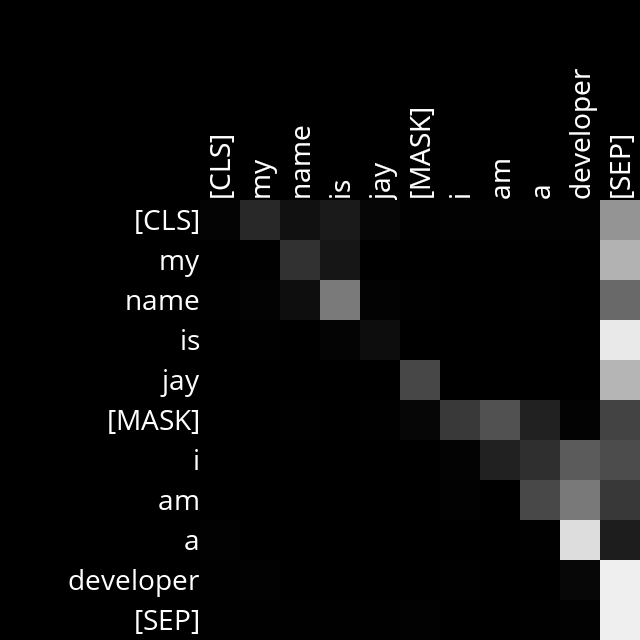 [CLS]
my
name
is
jay
[MASK]
i
am
a
developer
[SEP]
[CLS]
my
name
is
jay
[MASK]
i
am
a
developer
[SEP]